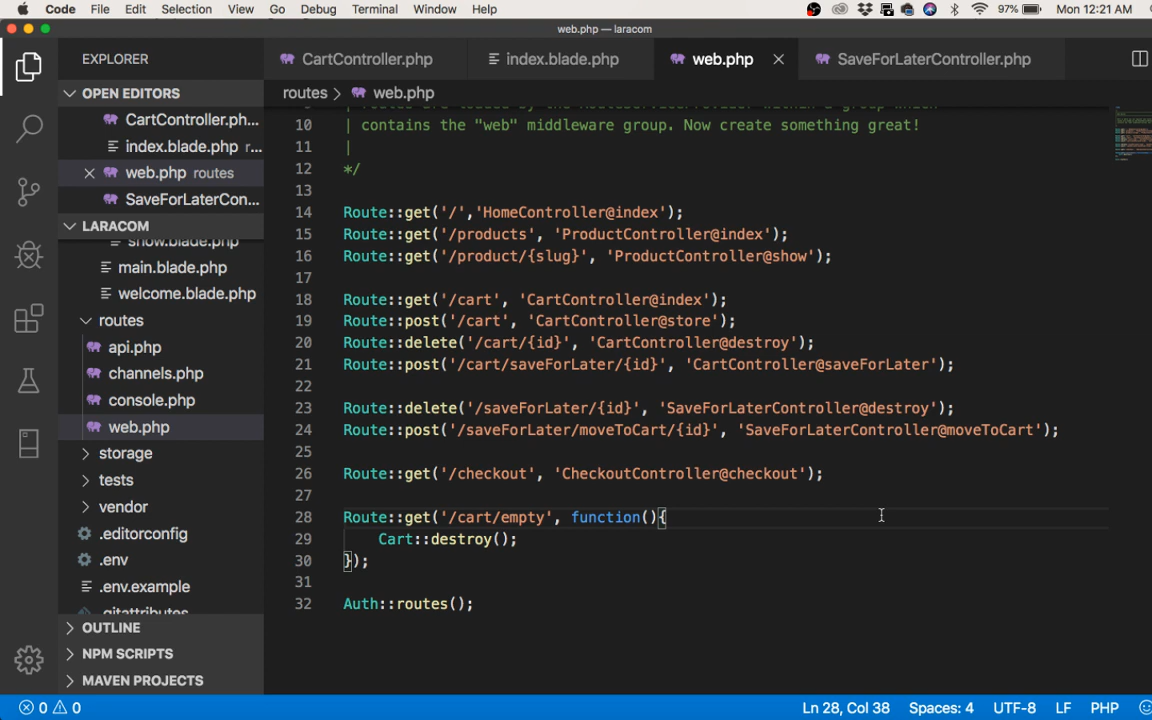 Code File Edit Selection View Go Debug Terminal Window Help 97% Mon 12:21 AM
web.php — laracom
EXPLORER
CartController.php index.blade.php web.php SaveForLaterController.php
OPEN EDITORS
CartController.ph...
index.blade.php r...
web.php routes
SaveForLaterCon...
LARACOM
show.blade.php
main.blade.php
welcome.blade.php
routes
api.php
channels.php
console.php
web.php
storage
tests
vendor
.editorconfig
.env
.env.example
.gitattributes
OUTLINE
NPM SCRIPTS
MAVEN PROJECTS
routes > web.php
10 | contains the "web" middleware group. Now create something great!
11 |
12 */
13
14 Route::get('/','HomeController@index');
15 Route::get('/products', 'ProductController@index');
16 Route::get('/product/{slug}', 'ProductController@show');
17
18 Route::get('/cart', 'CartController@index');
19 Route::post('/cart', 'CartController@store');
20 Route::delete('/cart/{id}', 'CartController@destroy');
21 Route::post('/cart/saveForLater/{id}', 'CartController@saveForLater');
22
23 Route::delete('/saveForLater/{id}', 'SaveForLaterController@destroy');
24 Route::post('/saveForLater/moveToCart/{id}', 'SaveForLaterController@moveToCart');
25
26 Route::get('/checkout', 'CheckoutController@checkout');
27
28 Route::get('/cart/empty', function(){
29 Cart::destroy();
30 });
31
32 Auth::routes();
0 0 Ln 28, Col 38 Spaces: 4 UTF-8 LF PHP